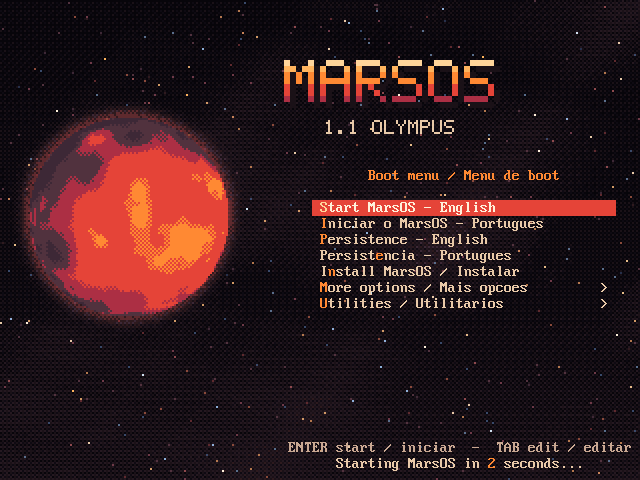 MARSOS
1.1 OLYMPUS
Boot menu / Menu de boot
Start MarsOS - English
Iniciar o MarsOS - Portugues
Persistence - English
Persistencia - Portugues
Install MarsOS / Instalar
More options / Mais opcoes >
Utilities / Utilitarios >
ENTER start / iniciar - TAB edit / editar
Starting MarsOS in 2 seconds...